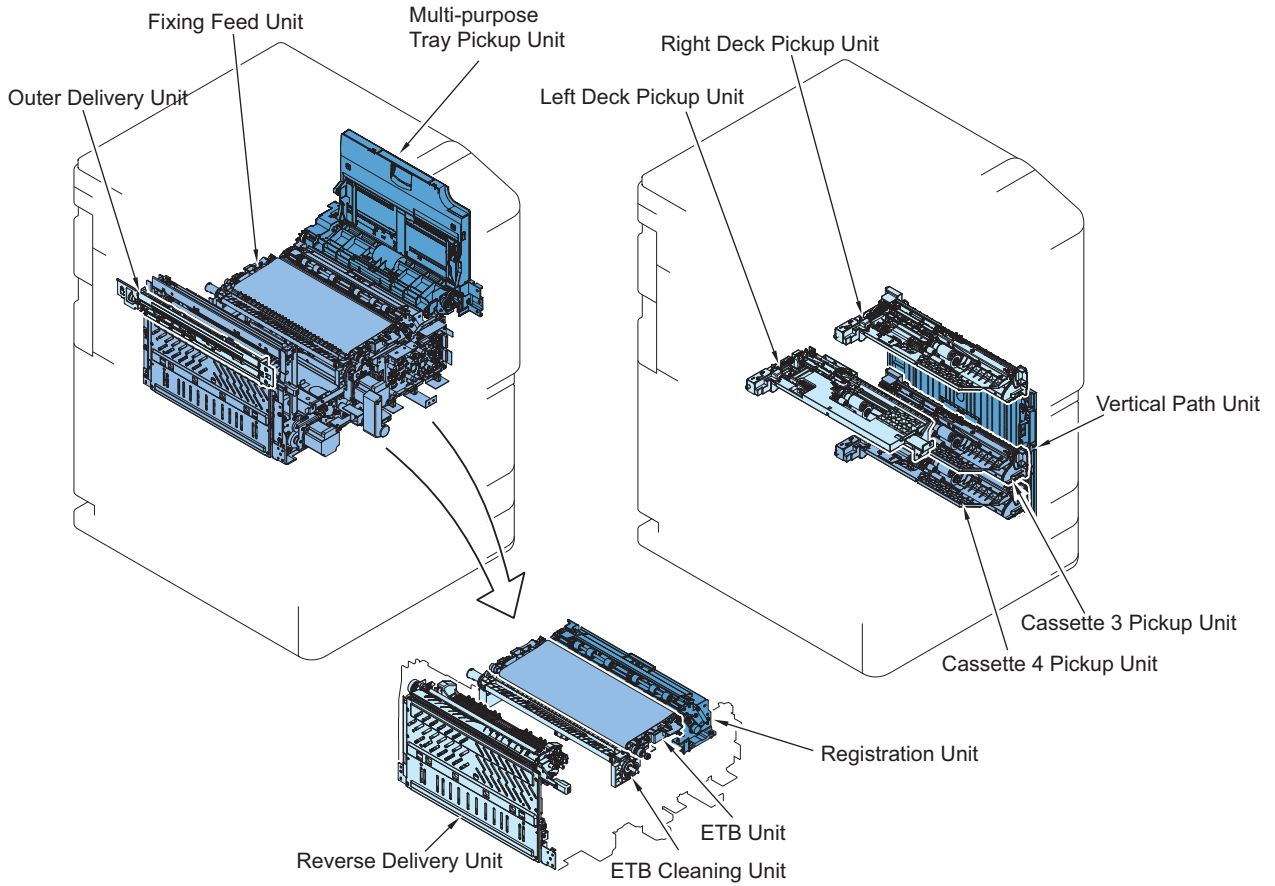 Fixing Feed Unit
Multi-purpose
Tray Pickup Unit
Outer Delivery Unit
Right Deck Pickup Unit
Left Deck Pickup Unit
Vertical Path Unit
Cassette 3 Pickup Unit
Cassette 4 Pickup Unit
Registration Unit
ETB Unit
ETB Cleaning Unit
Reverse Delivery Unit